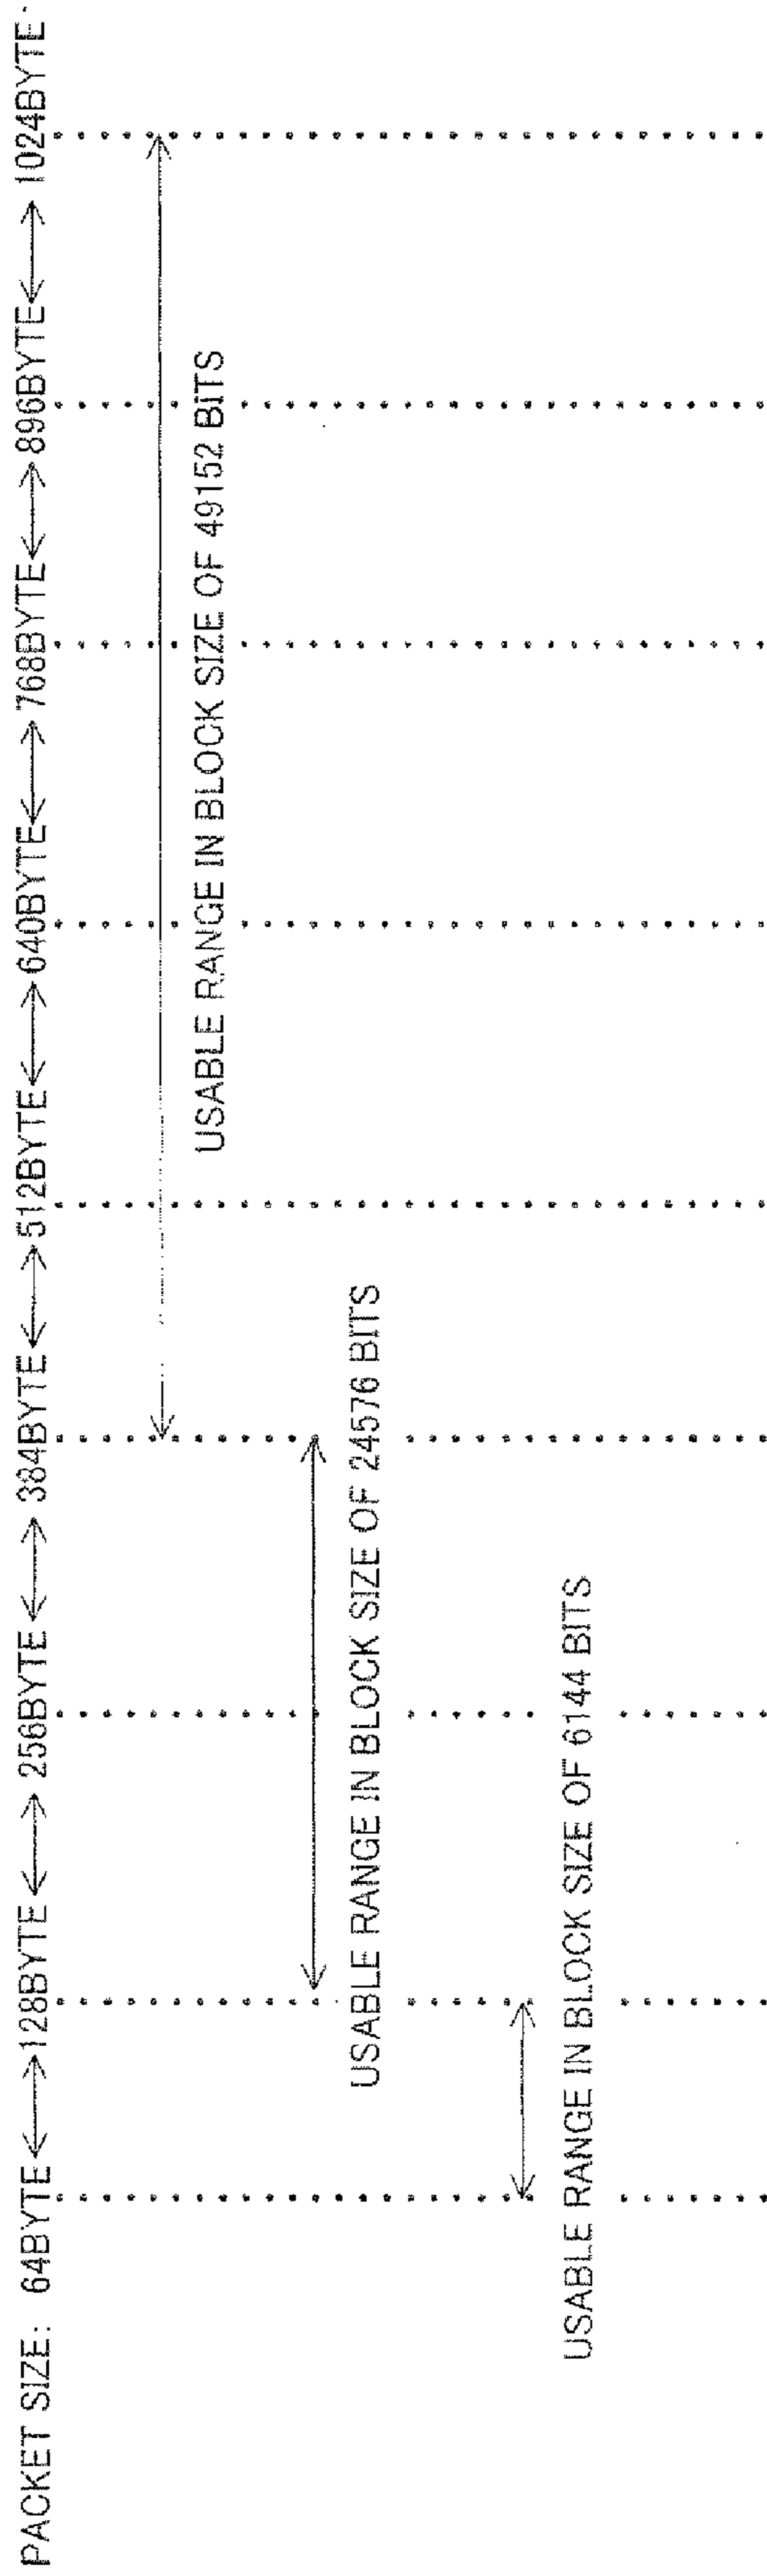 PACKET SIZE: 64BYTE 128BYTE 256BYTE 384BYTE 512BYTE 640BYTE 768BYTE 896BYTE 1024BYTE
USABLE RANGE IN BLOCK SIZE OF 49152 BITS
USABLE RANGE IN BLOCK SIZE OF 24576 BITS
USABLE RANGE IN BLOCK SIZE OF 6144 BITS